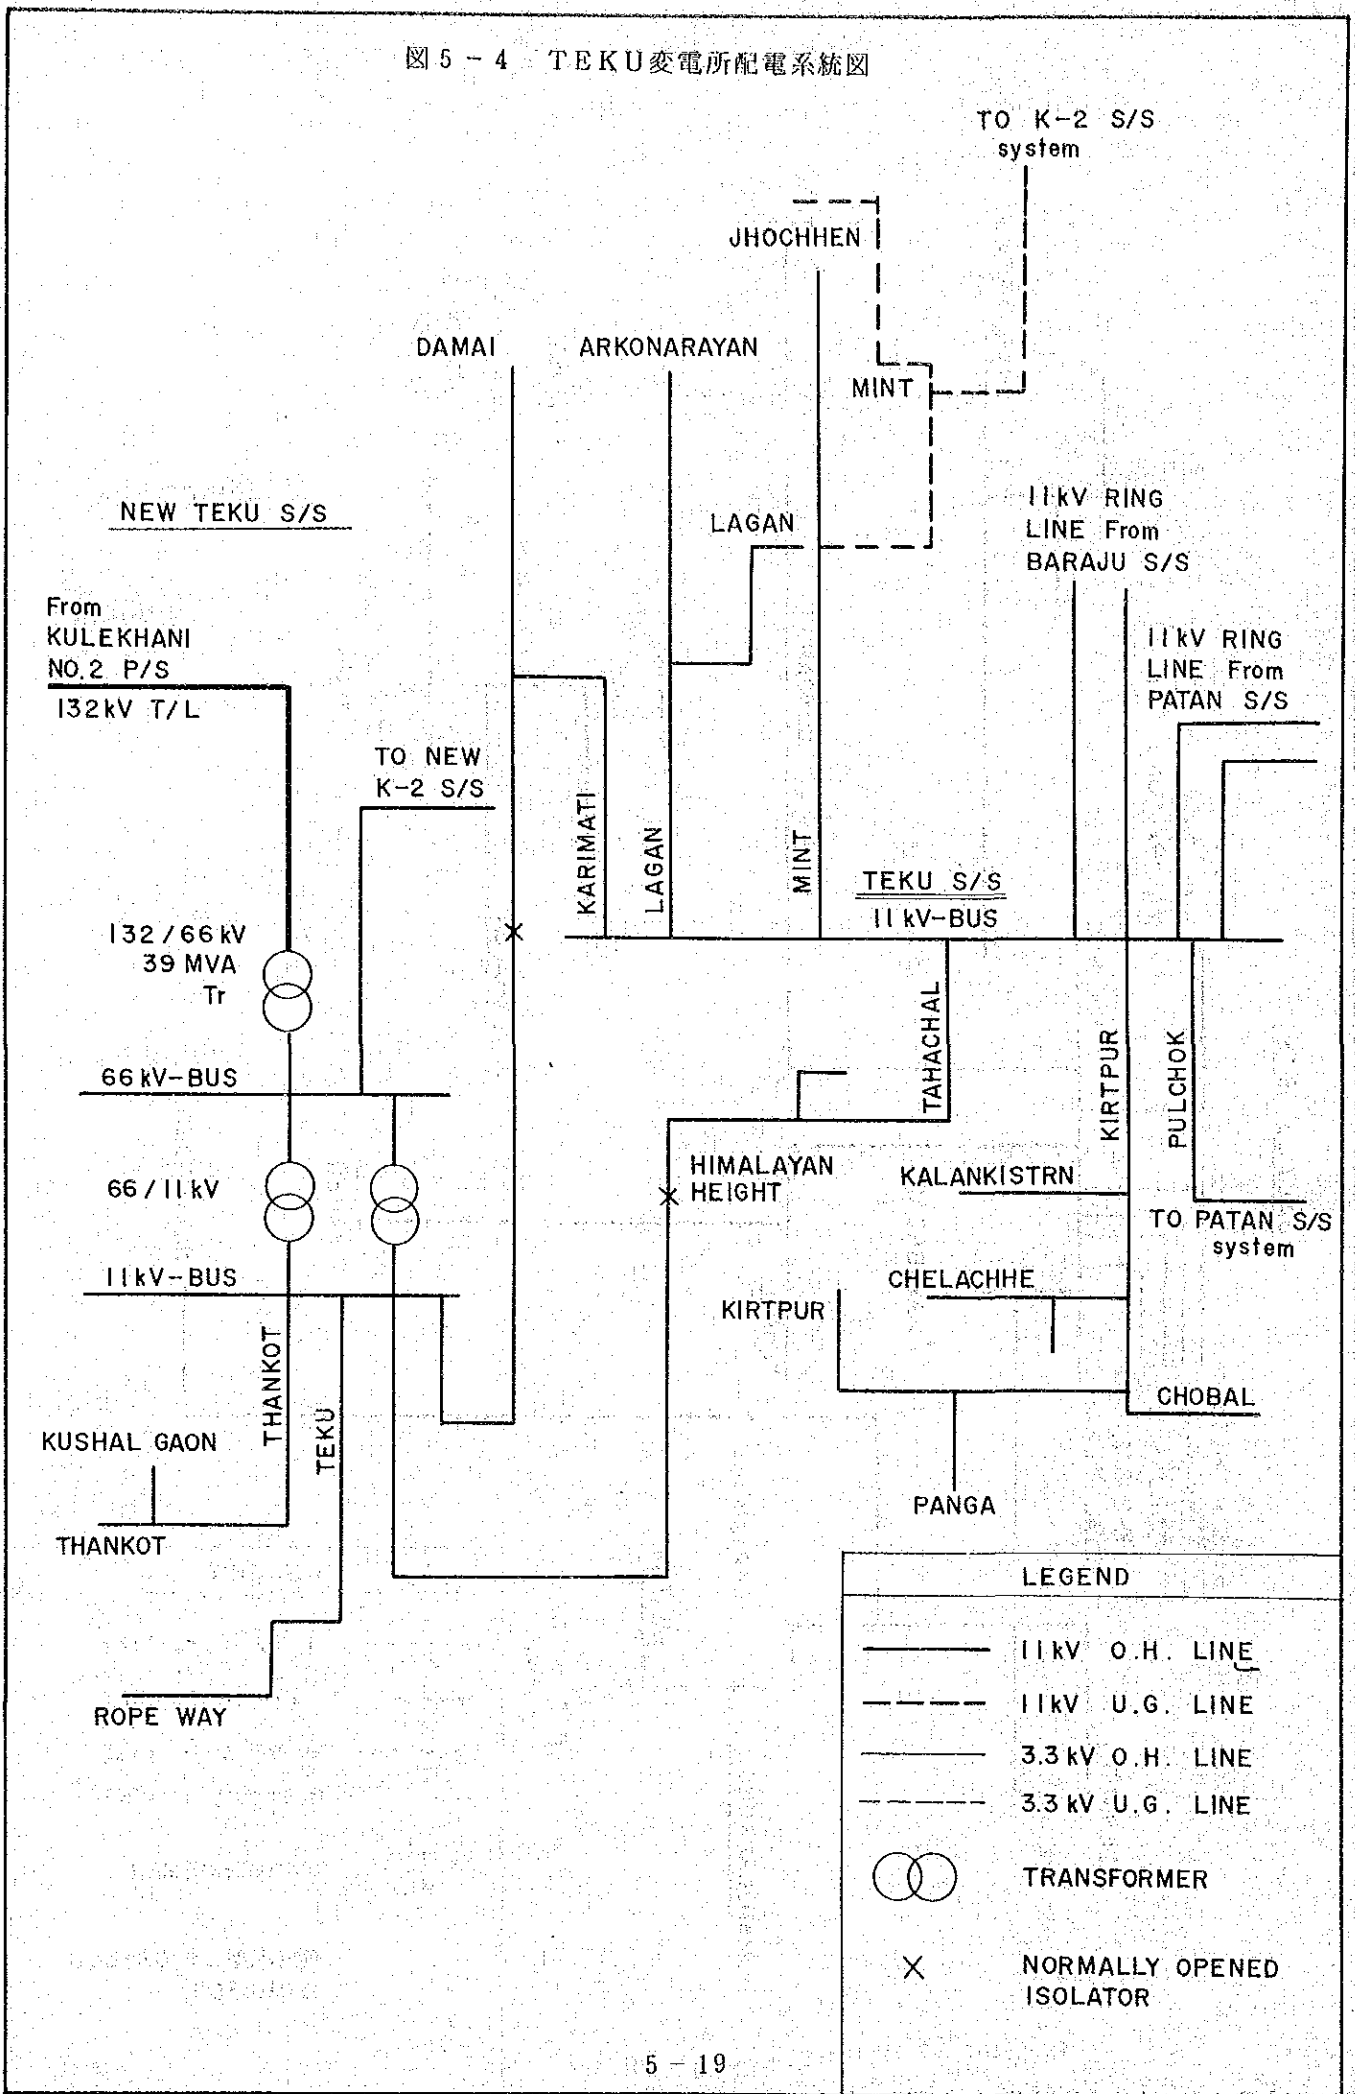 図5-4 TEKU変電所配電系統図
TO K-2 S/S
system
JHOCHHEN
DAMAI
ARKONARAYAN
MINT
NEW TEKU S/S
LAGAN
11kV RING
LINE From
BARAJU S/S
From
KULEKHANI
NO.2 P/S
132kV T/L
11kV RING
LINE From
PATAN S/S
TO NEW
K-2 S/S
KARIMATI
LAGAN
MINT
TEKU S/S
11kV-BUS
132/66kV
39 MVA
Tr
TAHACHAL
KIRTPUR
PULCHOK
66kV-BUS
HIMALAYAN
HEIGHT
KALANKISTRN
66/11kV
TO PATAN S/S
system
11kV-BUS
CHELACHHE
KIRTPUR
THANKOT
TEKU
CHOBAL
KUSHAL GAON
PANGA
THANKOT
ROPE WAY
LEGEND
11kV O.H. LINE
11kV U.G. LINE
3.3kV O.H. LINE
3.3kV U.G. LINE
TRANSFORMER
NORMALLY OPENED
ISOLATOR
5-19